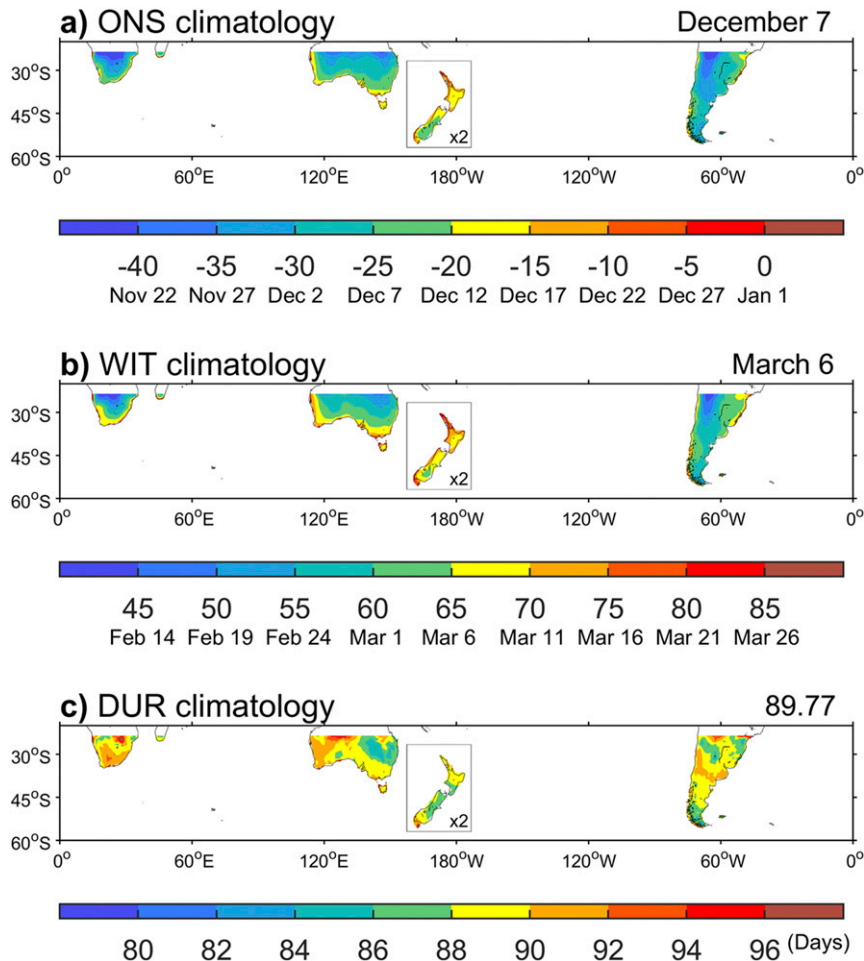 a) ONS climatology December 7
30°S
45°S
x2
60°S
0° 60°E 120°E 180°W 120°W 60°W 0°
-40 -35 -30 -25 -20 -15 -10 -5 0
Nov 22 Nov 27 Dec 2 Dec 7 Dec 12 Dec 17 Dec 22 Dec 27 Jan 1
b) WIT climatology March 6
30°S
45°S
x2
60°S
0° 60°E 120°E 180°W 120°W 60°W 0°
45 50 55 60 65 70 75 80 85
Feb 14 Feb 19 Feb 24 Mar 1 Mar 6 Mar 11 Mar 16 Mar 21 Mar 26
c) DUR climatology 89.77
30°S
45°S
x2
60°S
0° 60°E 120°E 180°W 120°W 60°W 0°
80 82 84 86 88 90 92 94 96 (Days)